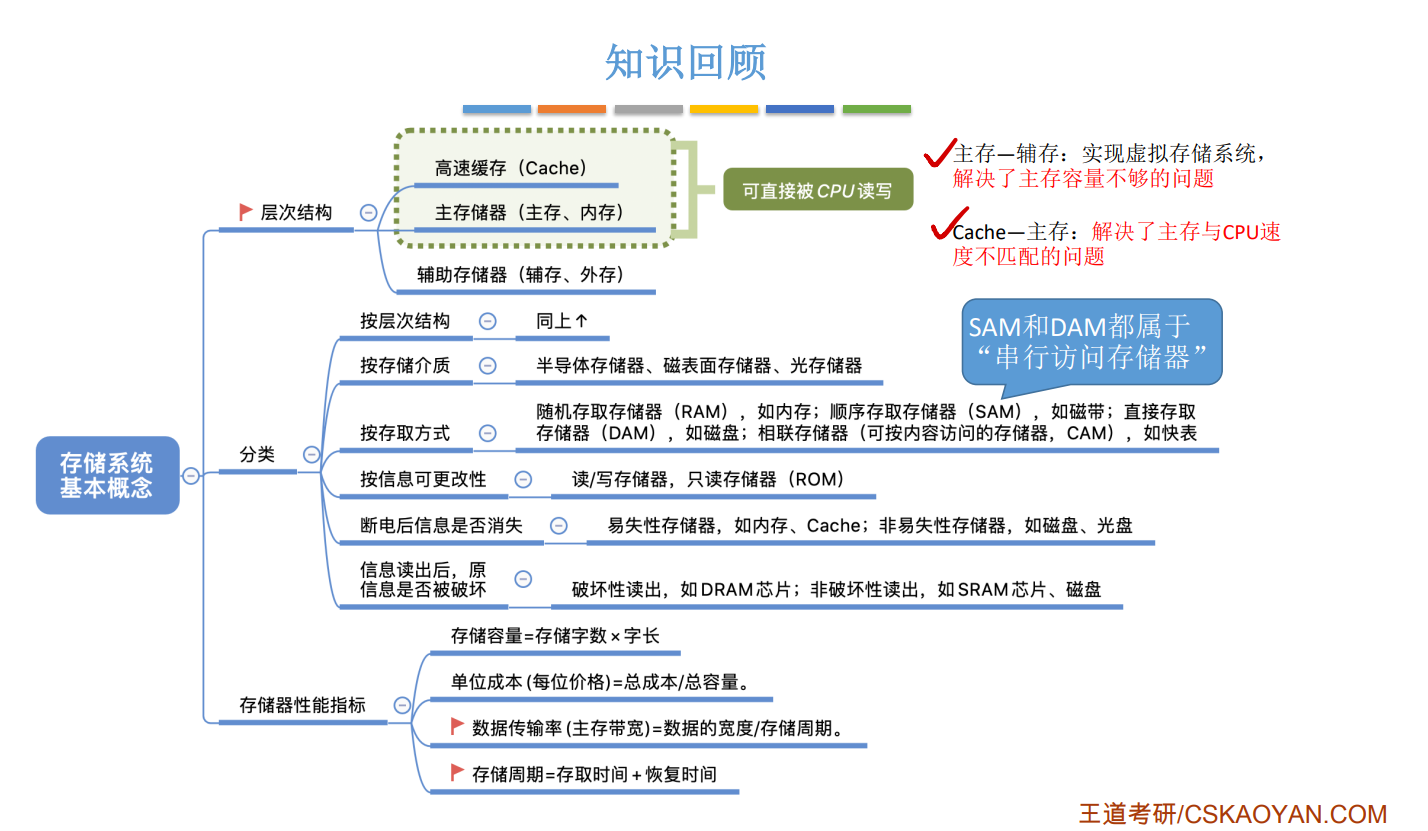 知识回顾
高速缓存（Cache）
主存储器（主存、内存）
可直接被CPU读写
主存—辅存：实现虚拟存储系统，
解决了主存容量不够的问题
Cache—主存：解决了主存与CPU速
度不匹配的问题
层次结构
辅助存储器（辅存、外存）
按层次结构
同上↑
SAM和DAM都属于
“串行访问存储器”
按存储介质
半导体存储器、磁表面存储器、光存储器
按存取方式
随机存取存储器（RAM），如内存；顺序存取存储器（SAM），如磁带；直接存取
存储器（DAM），如磁盘；相联存储器（可按内容访问的存储器，CAM），如快表
分类
存储系统
基本概念
按信息可更改性
读/写存储器，只读存储器（ROM）
断电后信息是否消失
易失性存储器，如内存、Cache；非易失性存储器，如磁盘、光盘
信息读出后，原
信息是否被破坏
破坏性读出，如DRAM芯片；非破坏性读出，如SRAM芯片、磁盘
存储容量=存储字数×字长
单位成本(每位价格)=总成本/总容量。
存储器性能指标
数据传输率(主存带宽)=数据的宽度/存储周期。
存储周期=存取时间+恢复时间
王道考研/CSKAOYAN.COM